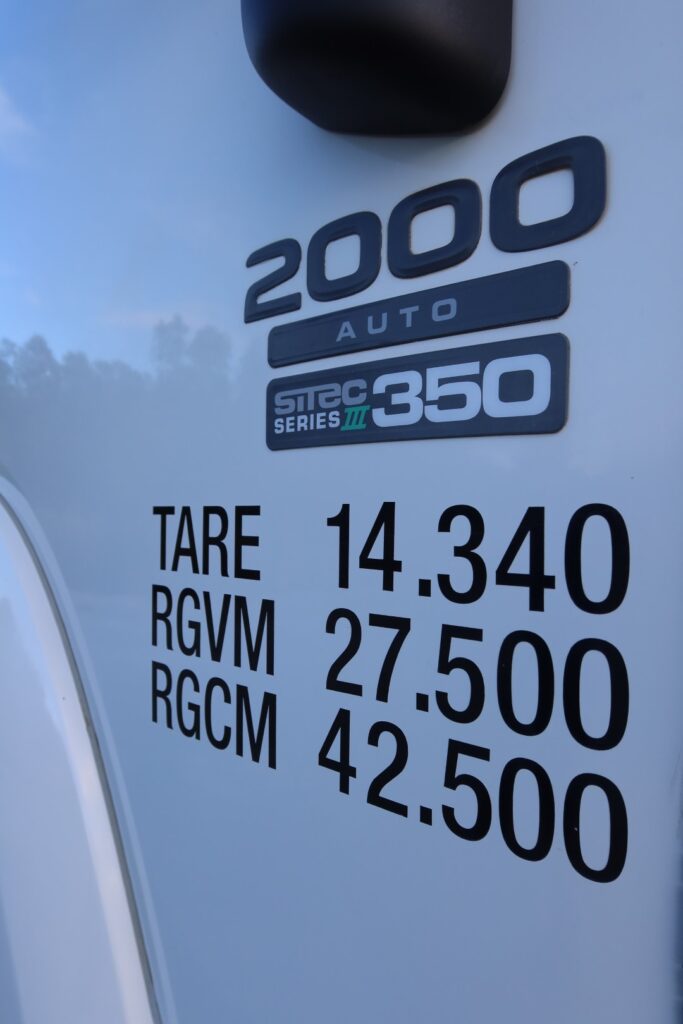 2000
AUTO
SITEC
SERIES III 350
TARE 14.340
RGVM 27.500
RGCM 42.500